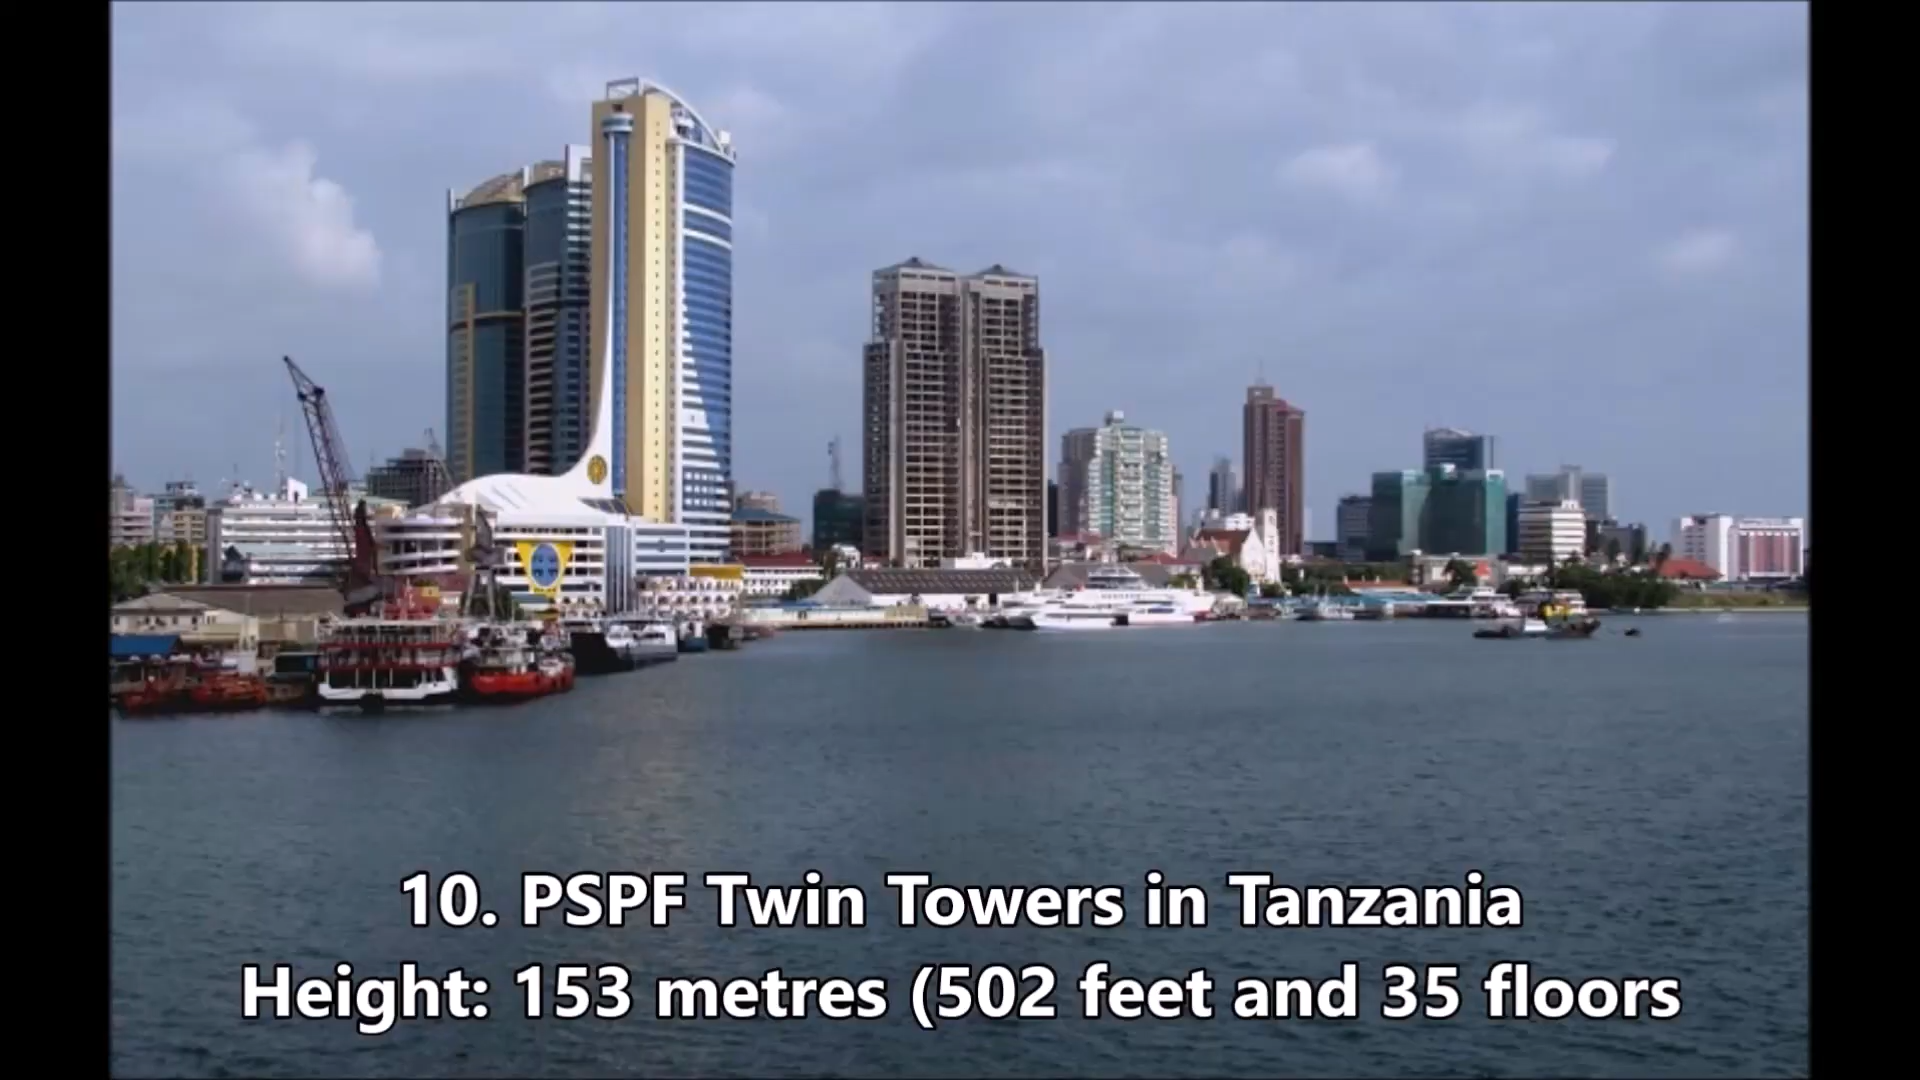 10. PSPF Twin Towers in Tanzania
Height: 153 metres (502 feet and 35 floors